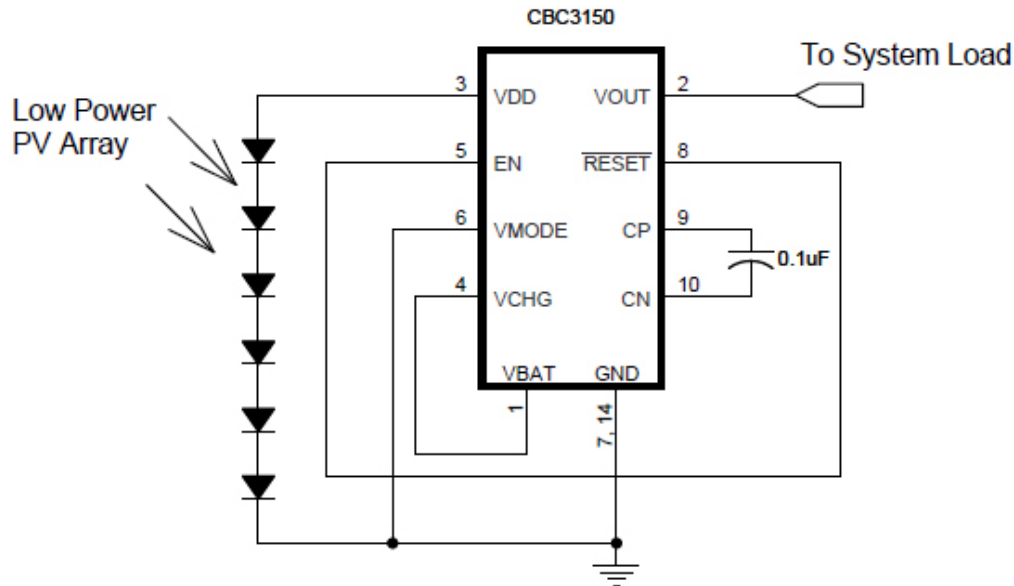 CBC3150
To System Load
Low Power
PV Array
3 VDD VOUT 2
5 EN RESET 8
6 VMODE CP 9
0.1uF
4 VCHG CN 10
VBAT GND
1 7, 14